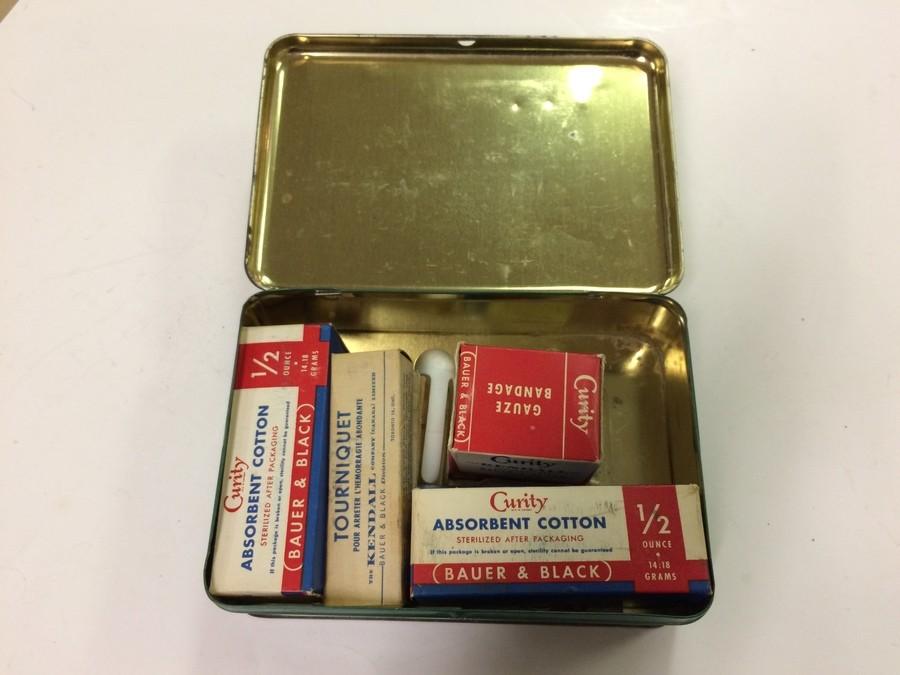 1/2
OUNCE
14.18
GRAMS
Curity
ABSORBENT COTTON
STERILIZED AFTER PACKAGING
If this package is broken or open, sterility cannot be guaranteed
(BAUER & BLACK)
TOURNIQUET
POUR ARRETER L'HEMORRAGIE ABONDANTE
THE KENDALL COMPANY (CANADA) LIMITED
BAUER & BLACK Division
TORONTO 14, ONT.
Curity
GAUZE
BANDAGE
(BAUER & BLACK)
Curity
Curity
ABSORBENT COTTON
STERILIZED AFTER PACKAGING
If this package is broken or open, sterility cannot be guaranteed
(BAUER & BLACK)
1/2
OUNCE
14.18
GRAMS